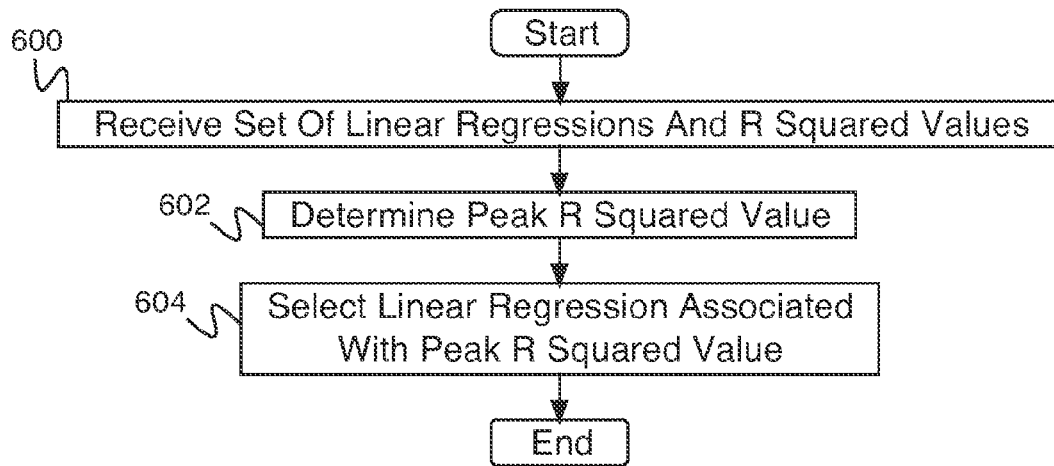 Start
600
Receive Set Of Linear Regressions And R Squared Values
602
Determine Peak R Squared Value
604
Select Linear Regression Associated
With Peak R Squared Value
End